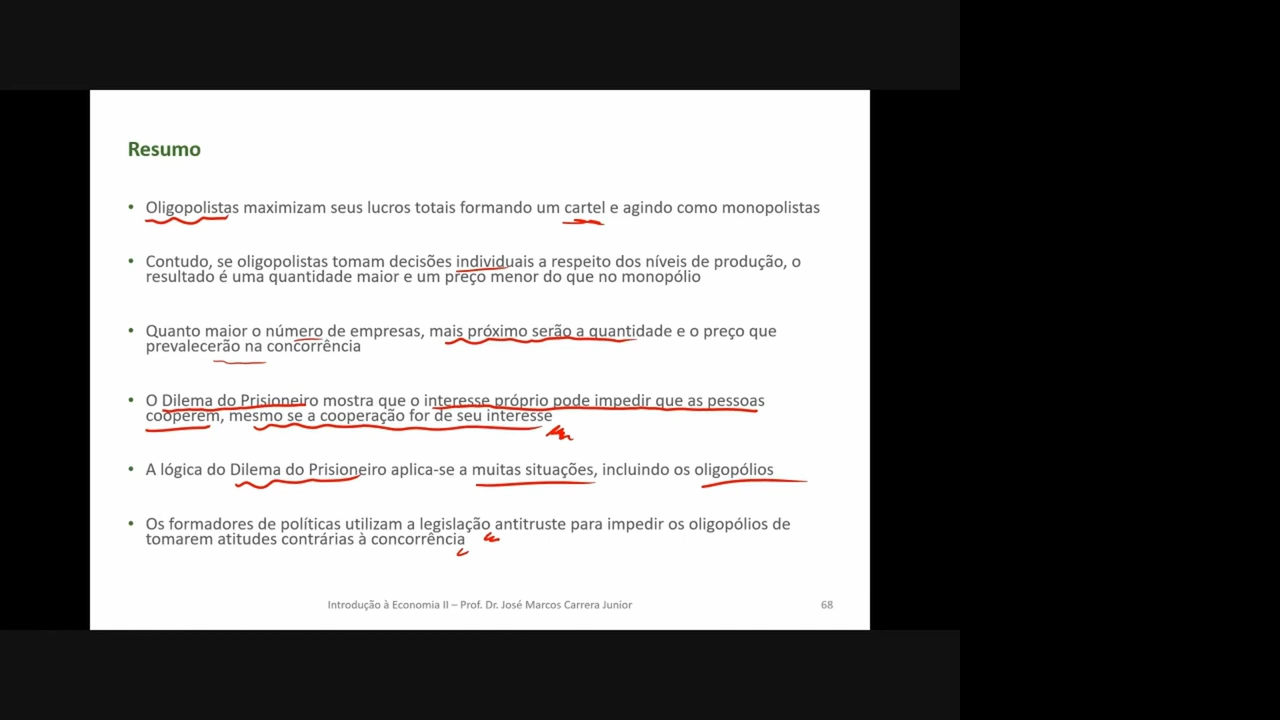 Resumo
• Oligopolistas maximizam seus lucros totais formando um cartel e agindo como monopolistas
• Contudo, se oligopolistas tomam decisões individuais a respeito dos níveis de produção, o
resultado é uma quantidade maior e um preço menor do que no monopólio
• Quanto maior o número de empresas, mais próximo serão a quantidade e o preço que
prevalecerão na concorrência
• O Dilema do Prisioneiro mostra que o interesse próprio pode impedir que as pessoas
cooperem, mesmo se a cooperação for de seu interesse
• A lógica do Dilema do Prisioneiro aplica-se a muitas situações, incluindo os oligopólios
• Os formadores de políticas utilizam a legislação antitruste para impedir os oligopólios de
tomarem atitudes contrárias à concorrência
Introdução à Economia II – Prof. Dr. José Marcos Carrera Junior
68